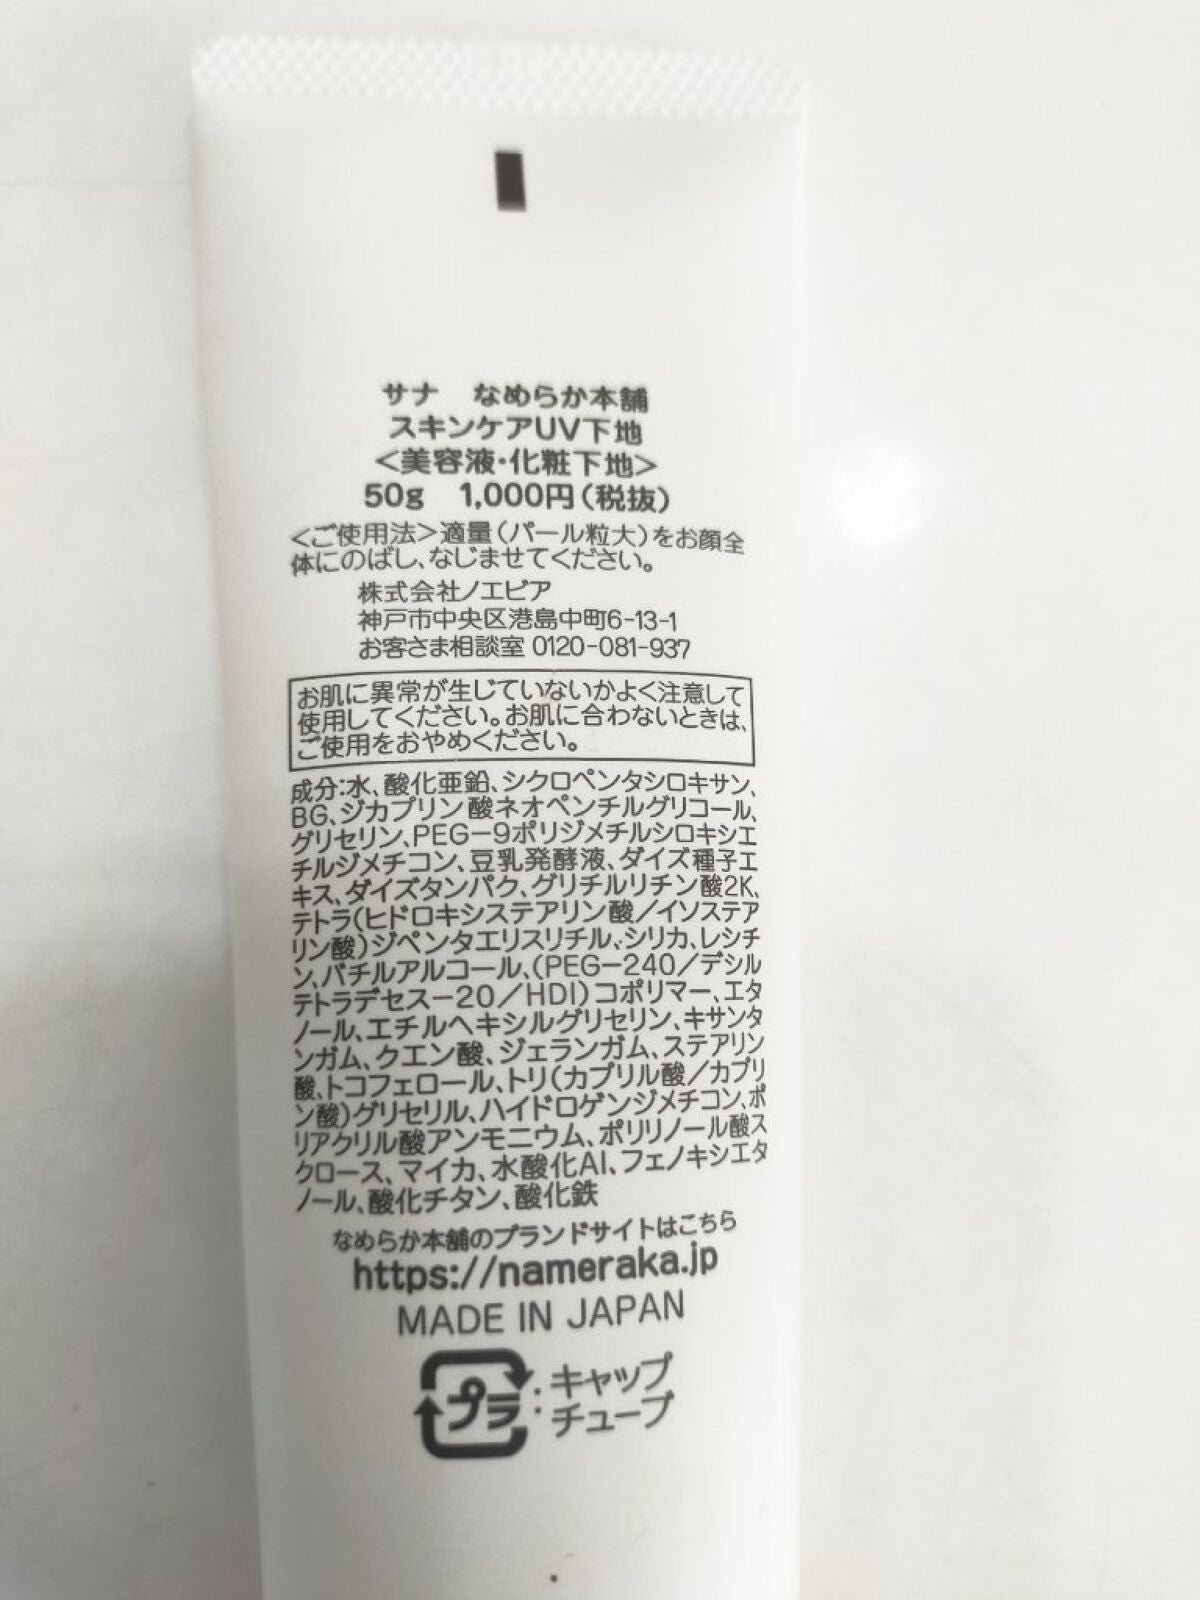 サナ　なめらか本舗
スキンケアUV下地
＜美容液・化粧下地＞
50g　1,000円（税抜）
＜ご使用法＞適量（パール粒大）をお顔全
体にのばし、なじませてください。
株式会社ノエビア
神戸市中央区港島中町6-13-1
お客さま相談室 0120-081-937
お肌に異常が生じていないかよく注意して
使用してください。お肌に合わないときは、
ご使用をおやめください。
成分：水、酸化亜鉛、シクロペンタシロキサン、
BG、ジカプリン酸ネオペンチルグリコール、
グリセリン、PEG－9ポリジメチルシロキシエ
チルジメチコン、豆乳発酵液、ダイズ種子エ
キス、ダイズタンパク、グリチルリチン酸2K、
テトラ（ヒドロキシステアリン酸／イソステア
リン酸）ジペンタエリスリチル、シリカ、レシチ
ン、バチルアルコール、（PEG－240／デシル
テトラデセス－20／HDI）コポリマー、エタ
ノール、エチルヘキシルグリセリン、キサンタ
ンガム、クエン酸、ジェランガム、ステアリン
酸、トコフェロール、トリ（カプリル酸／カプリ
ン酸）グリセリル、ハイドロゲンジメチコン、ポ
リアクリル酸アンモニウム、ポリリノール酸ス
クロース、マイカ、水酸化Al、フェノキシエタ
ノール、酸化チタン、酸化鉄
なめらか本舗のブランドサイトはこちら
https://nameraka.jp
MADE IN JAPAN
プラ：キャップ
チューブ